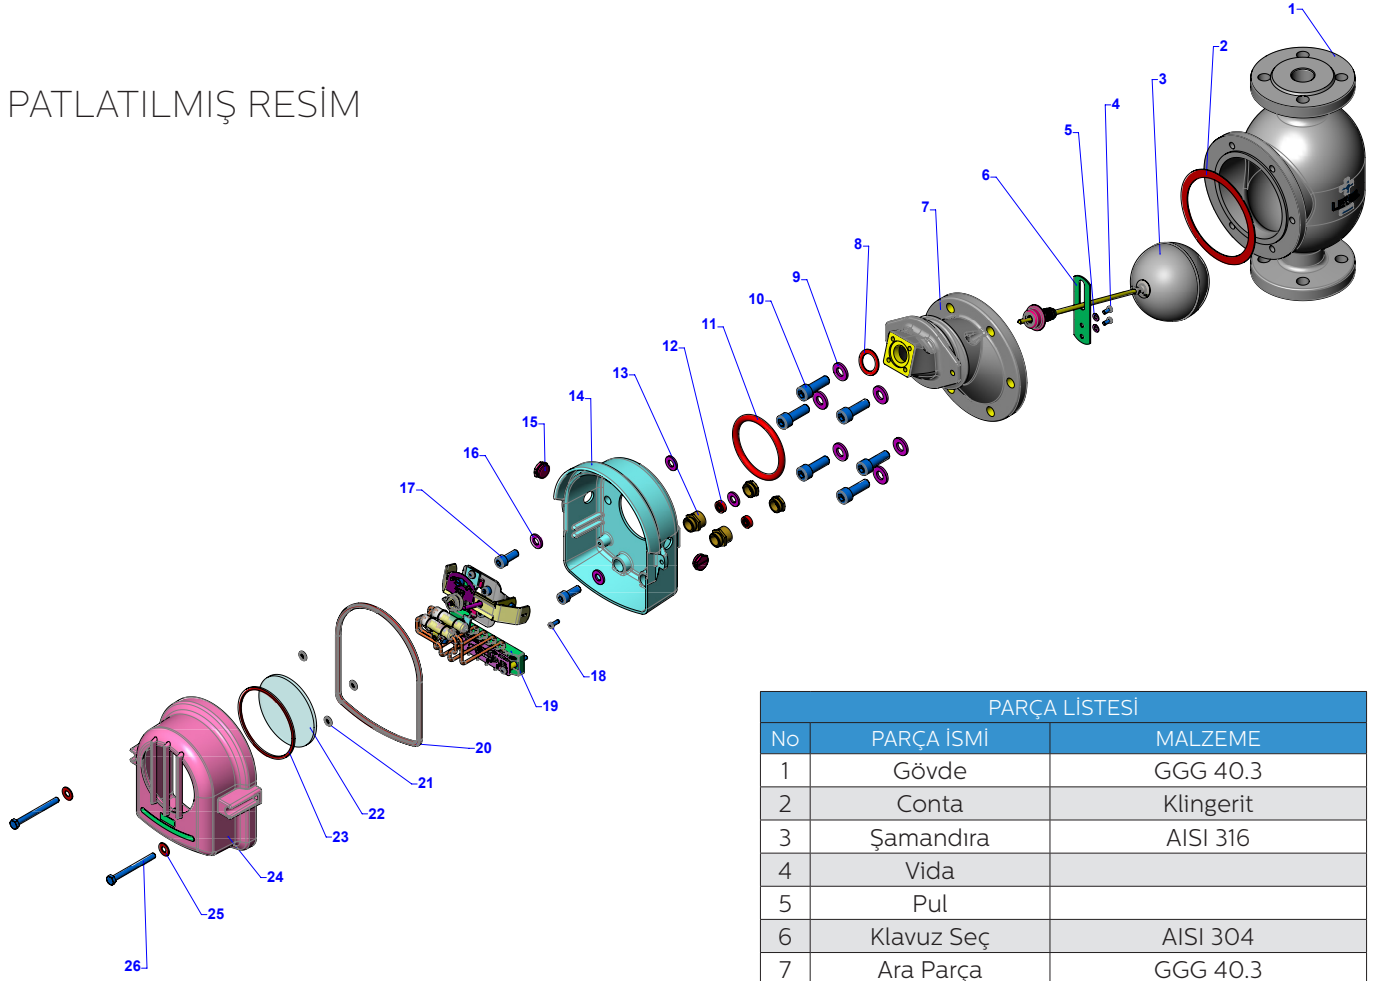 PATLATILMIŞ RESİM
1
2
3
4
5
6
7
8
9
10
11
12
13
14
15
16
17
18
19
20
21
22
23
24
25
26
PARÇA LİSTESİ
No PARÇA İSMİ MALZEME
1 Gövde GGG 40.3
2 Conta Klingerit
3 Şamandıra AISI 316
4 Vida
5 Pul
6 Klavuz Seç AISI 304
7 Ara Parça GGG 40.3